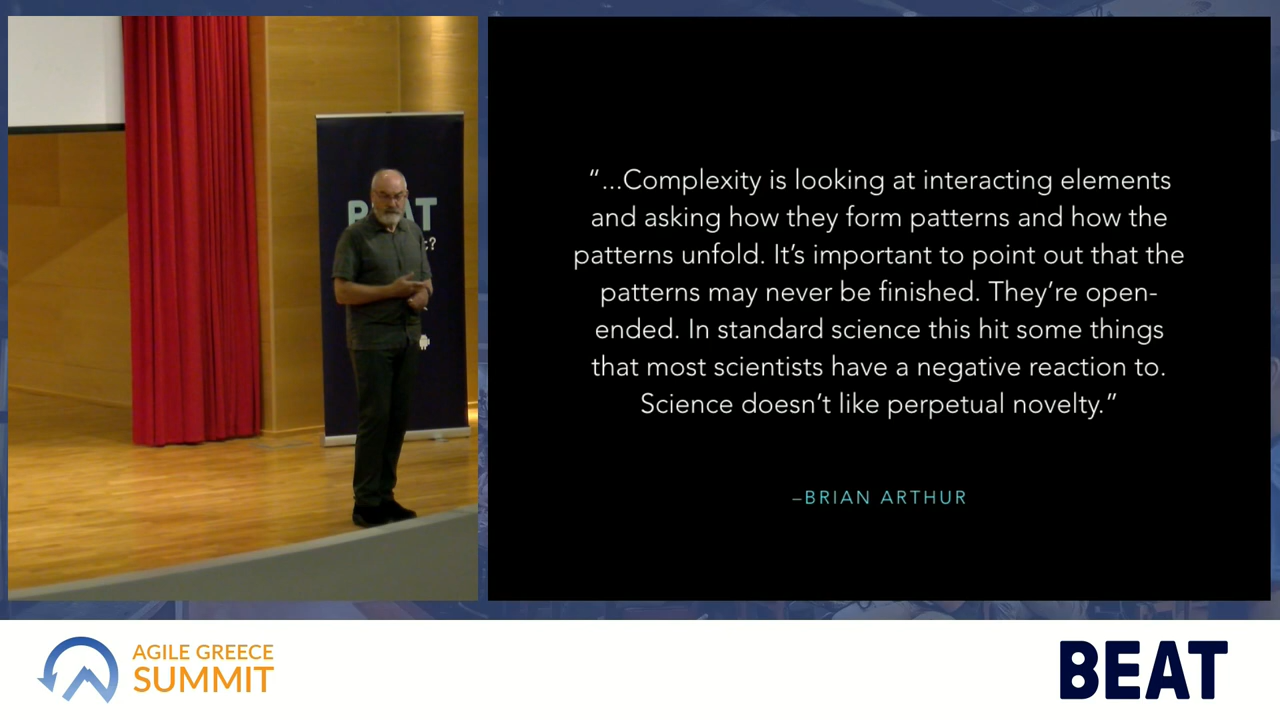 BEAT
t?
“...Complexity is looking at interacting elements
and asking how they form patterns and how the
patterns unfold. It’s important to point out that the
patterns may never be finished. They’re open-
ended. In standard science this hit some things
that most scientists have a negative reaction to.
Science doesn’t like perpetual novelty.”
–BRIAN ARTHUR
AGILE GREECE
SUMMIT
BEAT